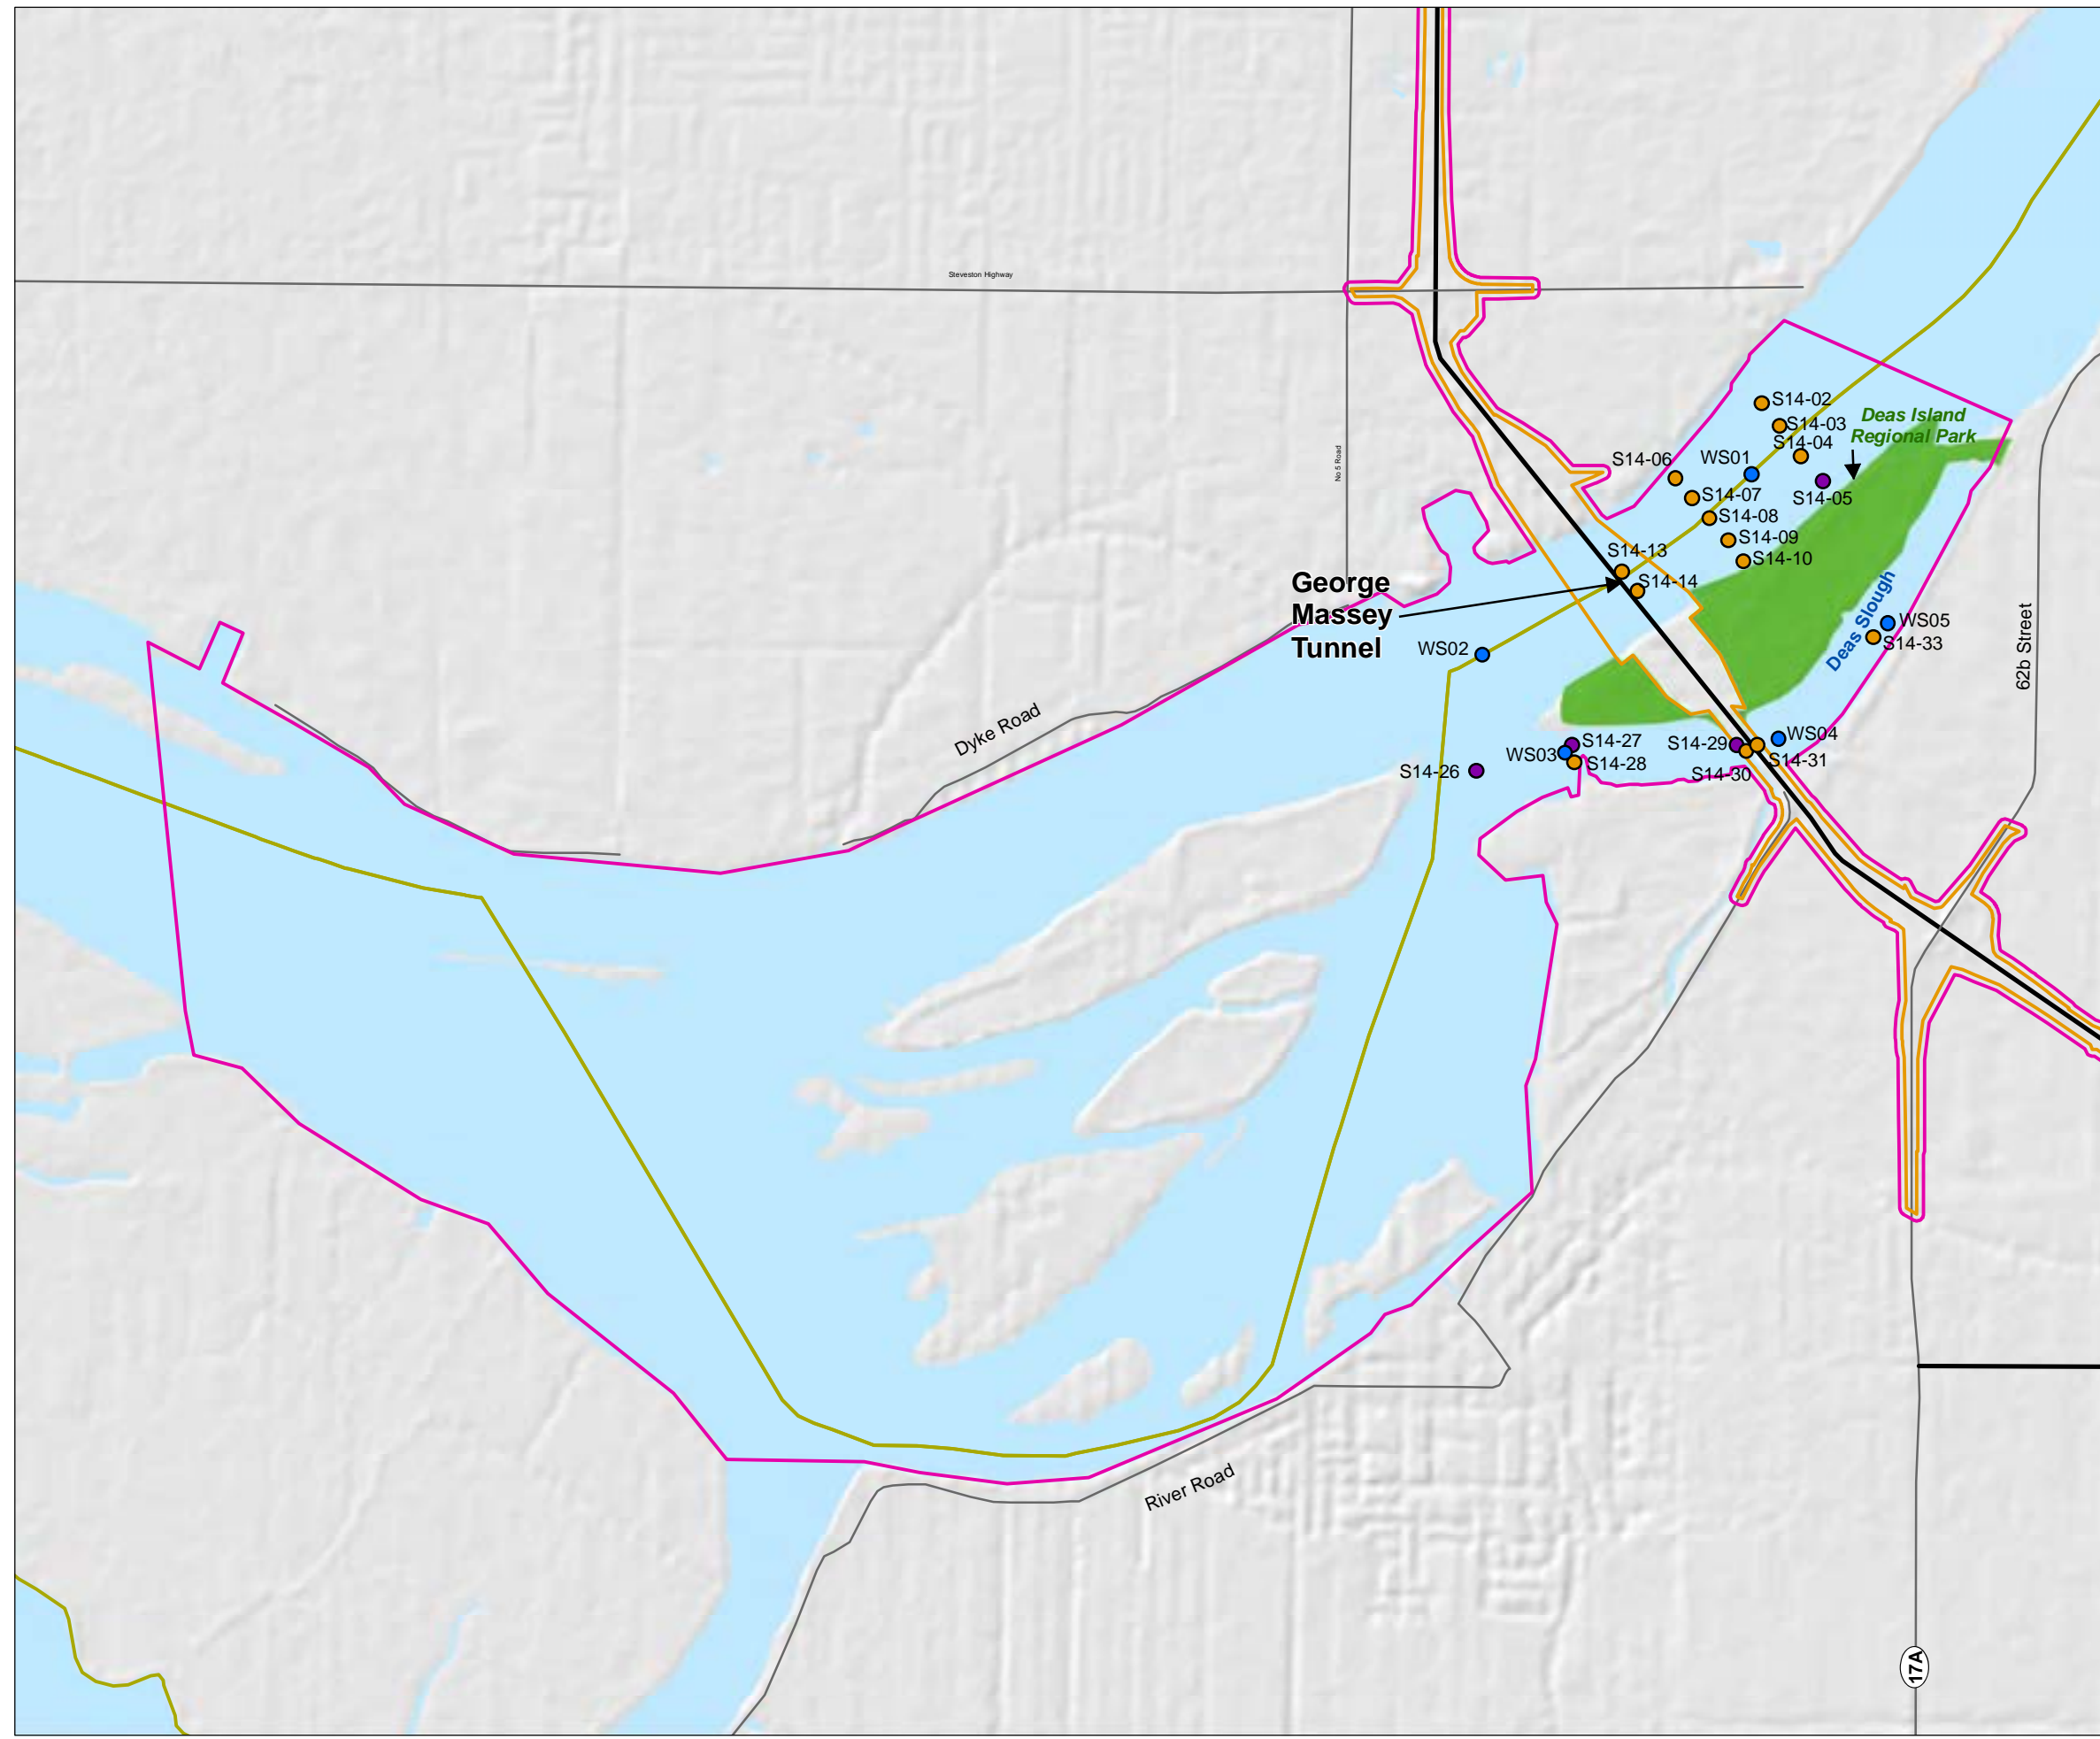 Steveston Highway
No 5 Road
S14-02
S14-03
S14-04
Deas Island
Regional Park
S14-06
WS01
S14-05
S14-07
S14-08
S14-09
S14-10
S14-13
S14-14
George
Massey
Tunnel
WS02
Deas Slough
WS05
S14-33
62b Street
Dyke Road
S14-27
WS03
S14-28
S14-26
S14-29
WS04
S14-31
S14-30
River Road
17A